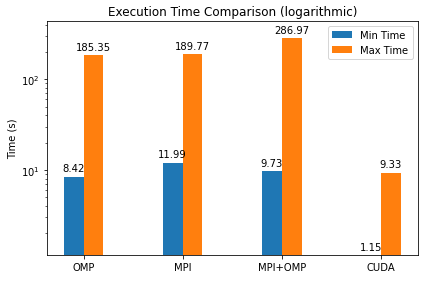 Execution Time Comparison (logarithmic)
Min Time
Max Time
Time (s)
10²
10¹
8.42
185.35
11.99
189.77
9.73
286.97
1.15
9.33
OMP
MPI
MPI+OMP
CUDA